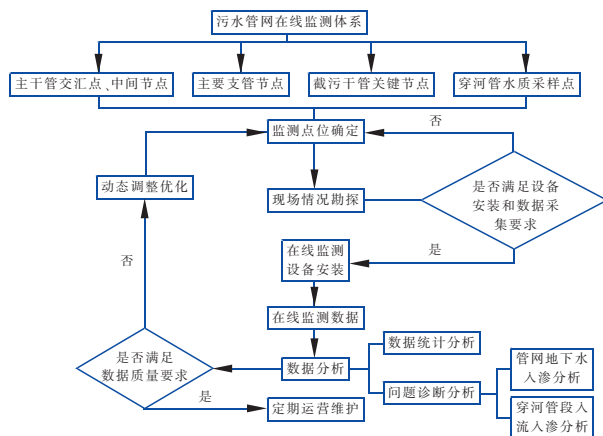 污水管网在线监测体系
主干管交汇点、中间节点
主要支管节点
截污干管关键节点
穿河管水质采样点
监测点位确定
否
动态调整优化
现场情况勘探
是否满足设备
安装和数据采
集要求
是
在线监测
设备安装
否
在线监测数据
数据统计分析
是否满足
数据质量要求
数据分析
管网地下水
入渗分析
问题诊断分析
是
定期运营维护
穿河管段入
流入渗分析